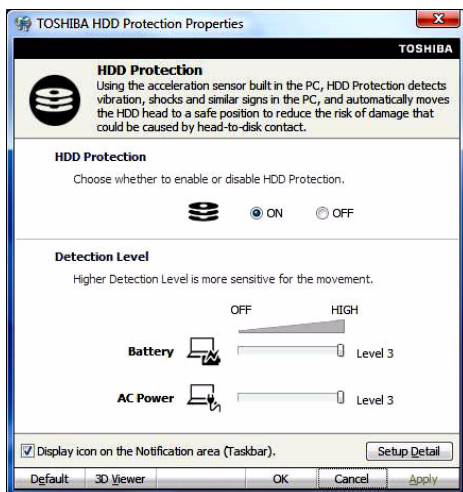 TOSHIBA HDD Protection Properties
TOSHIBA
HDD Protection
Using the acceleration sensor built in the PC, HDD Protection detects
vibration, shocks and similar signs in the PC, and automatically moves
the HDD head to a safe position to reduce the risk of damage that
could be caused by head-to-disk contact.
HDD Protection
Choose whether to enable or disable HDD Protection.
ON OFF
Detection Level
Higher Detection Level is more sensitive for the movement.
OFF HIGH
Battery Level 3
AC Power Level 3
Display icon on the Notification area (Taskbar). Setup Detail
Default 3D Viewer OK Cancel Apply